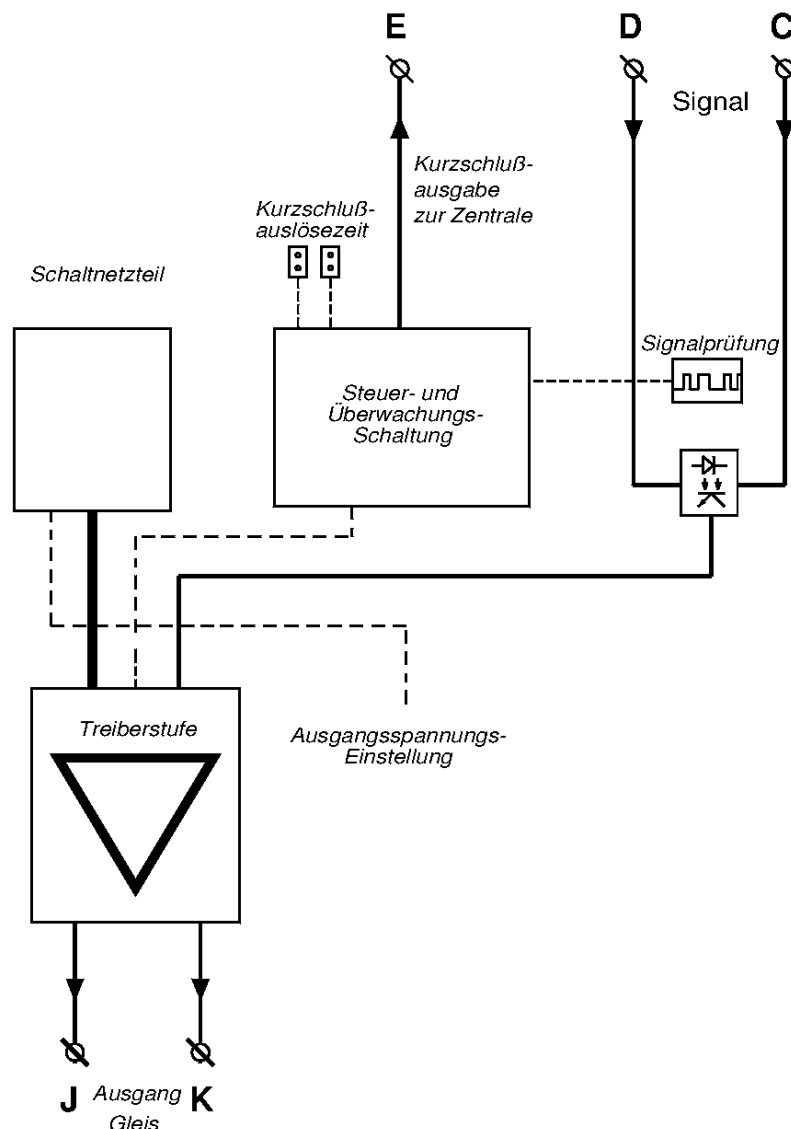 E
D
C
Signal
Kurzschluß-
ausgabe
zur Zentrale
Kurzschluß-
auslösezeit
Schaltnetzteil
Signalprüfung
Steuer- und
Überwachungs-
Schaltung
Treiberstufe
Ausgangsspannungs-
Einstellung
J Ausgang K
Gleis